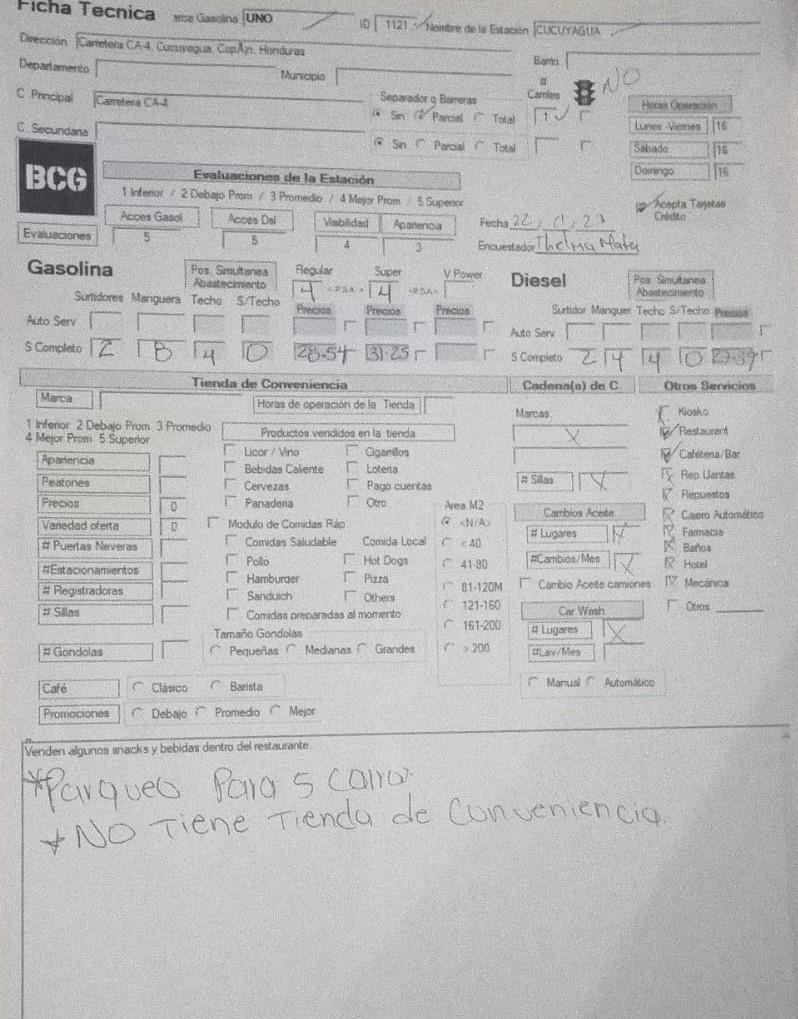 Ficha Tecnica Gasolina UNO ID 1121 Nombre de la Estación CUCUYAGUA
Dirección Carretera CA-4, Cucuyagua, CopÃ¡n, Honduras Barrio
Departamento Municipio # Carriles NO
C Principal Carretera CA-4 Separador o Barreras Sin Parcial Total 1 Horas Operación
C. Secundaria Sin Parcial Total Lunes -Viernes 16
Sábado 16
Domingo 16
BCG
Evaluaciones de la Estación
1 Inferior / 2 Debajo Prom / 3 Promedio / 4 Mejor Prom / 5 Superior
Acepta Tarjetas Crédito
Acces Gasol Acces Dsl Visibilidad Apariencia Fecha 22, 11, 23
Evaluaciones 5 5 4 3 Encuestador Thelma
Gasolina Pos. Simultanea Abastecimiento Regular Super V Power Diesel Pos. Simultanea Abastecimiento
4 <P.S.A.> 4 <P.S.A.>
Surtidores Manguera Techo S/Techo Precios Precios Precios Surtidor Manguer Techo S/Techo Precios
Auto Serv Auto Serv
S Completo 2 8 4 0 28.54 31.25 S Completo 2 4 4 0 27.39
Tienda de Conveniencia Cadena(s) de C. Otros Servicios
Marca Horas de operación de la Tienda
1 Inferior 2 Debajo Prom 3 Promedio
4 Mejor Prom 5 Superior
Productos vendidos en la tienda
Apariencia
Peatones
Precios 0
Variedad oferta 0
# Puertas Neveras
#Estacionamientos
# Registradoras
# Sillas
# Gondolas
Licor / Vino Cigarrillos
Bebidas Caliente Loteria
Cervezas Pago cuentas
Panaderia Otro
Modulo de Comidas Ráp
Comidas Saludable Comida Local
Pollo Hot Dogs
Hamburger Pizza
Sanduich Others
Comidas preparadas al momento
Tamaño Gondolas
Pequeñas Medianas Grandes
Area M2
<N/A>
< 40
41-80
81-120M
121-160
161-200
> 200
Marcas
X
# Sillas X
Cambios Aceite
# Lugares X
#Cambios/Mes X
Cambio Aceite camiones
Car Wash
# Lugares X
#Lav/Mes
Manual Automático
Kiosko
Restaurant
Cafetería/Bar
Rep Llantas
Repuestos
Cajero Automático
Farmacia
Baños
Hotel
Mecánica
Otros
Café Clásico Barista
Promociones Debajo Promedio Mejor
Venden algunos snacks y bebidas dentro del restaurante
*Parqueo Para 5 carro
*NO Tiene Tienda de Conveniencia.